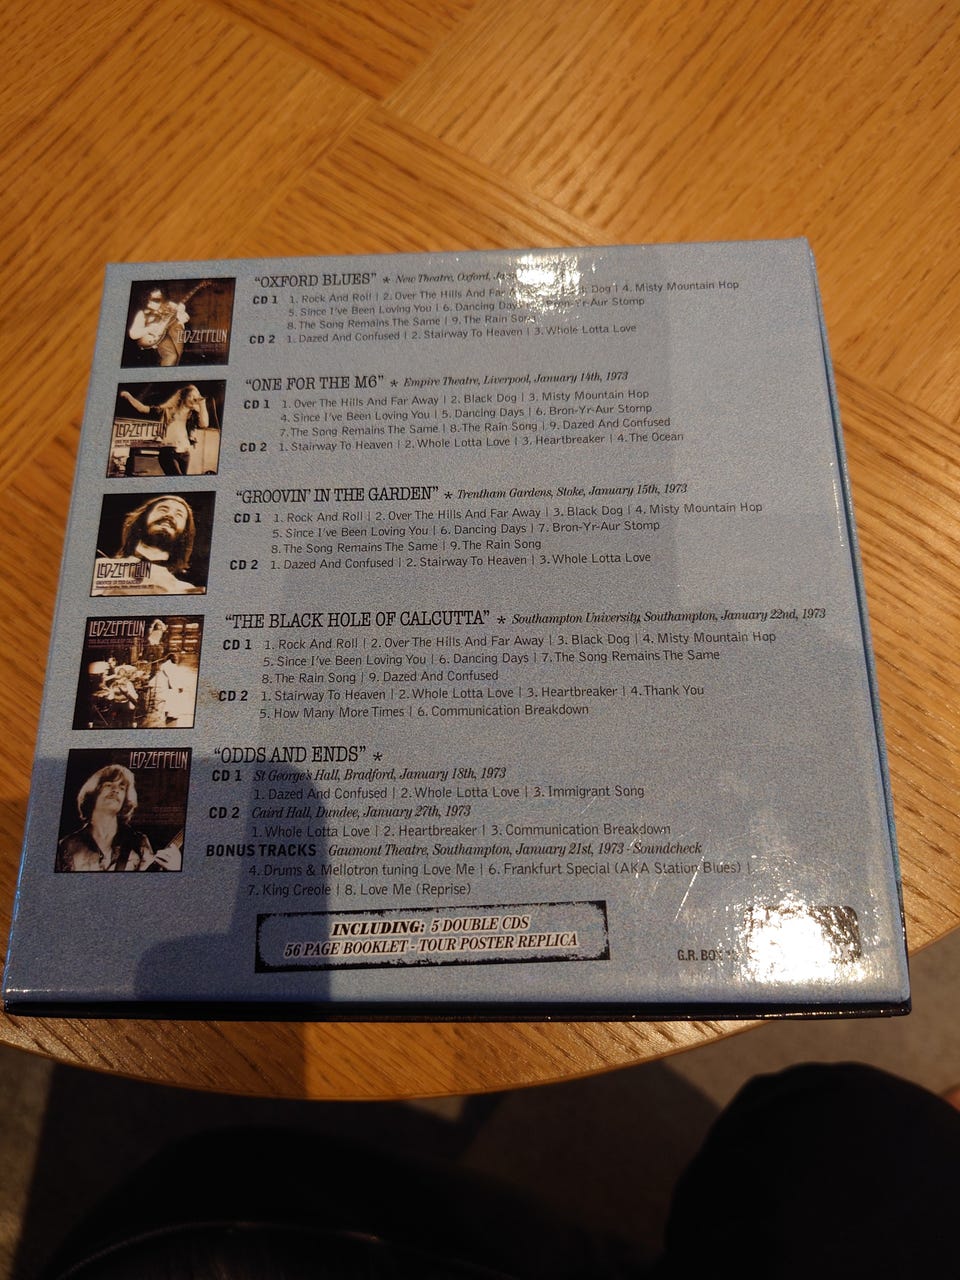 "OXFORD BLUES" * New Theatre, Oxford,
CD 1 1. Rock And Roll | 2. Over The Hills And Far Dog | 4. Misty Mountain Hop
5. Since I've Been Loving You | 6. Dancing Days Bron-Yr-Aur Stomp
8. The Song Remains The Same | 9. The Rain Song
CD 2 1. Dazed And Confused | 2. Stairway To Heaven | 3. Whole Lotta Love
LED-ZEPPELIN
"ONE FOR THE M6" * Empire Theatre, Liverpool, January 14th, 1973
CD 1 1. Over The Hills And Far Away | 2. Black Dog | 3. Misty Mountain Hop
4. Since I've Been Loving You | 5. Dancing Days | 6. Bron-Yr-Aur Stomp
7. The Song Remains The Same | 8. The Rain Song | 9. Dazed And Confused
CD 2 1. Stairway To Heaven | 2. Whole Lotta Love | 3. Heartbreaker | 4. The Ocean
LED-ZEPPELIN
"GROOVIN' IN THE GARDEN" * Trentham Gardens, Stoke, January 15th, 1973
CD 1 1. Rock And Roll | 2. Over The Hills And Far Away | 3. Black Dog | 4. Misty Mountain Hop
5. Since I've Been Loving You | 6. Dancing Days | 7. Bron-Yr-Aur Stomp
8. The Song Remains The Same | 9. The Rain Song
CD 2 1. Dazed And Confused | 2. Stairway To Heaven | 3. Whole Lotta Love
LED-ZEPPELIN
"THE BLACK HOLE OF CALCUTTA" * Southampton University, Southampton, January 22nd, 1973
CD 1 1. Rock And Roll | 2. Over The Hills And Far Away | 3. Black Dog | 4. Misty Mountain Hop
5. Since I've Been Loving You | 6. Dancing Days | 7. The Song Remains The Same
8. The Rain Song | 9. Dazed And Confused
CD 2 1. Stairway To Heaven | 2. Whole Lotta Love | 3. Heartbreaker | 4. Thank You
5. How Many More Times | 6. Communication Breakdown
LED-ZEPPELIN
"ODDS AND ENDS" *
CD 1 St George's Hall, Bradford, January 18th, 1973
1. Dazed And Confused | 2. Whole Lotta Love | 3. Immigrant Song
CD 2 Caird Hall, Dundee, January 27th, 1973
1. Whole Lotta Love | 2. Heartbreaker | 3. Communication Breakdown
BONUS TRACKS Gaumont Theatre, Southampton, January 21st, 1973 - Soundcheck
4. Drums & Mellotron tuning Love Me | 6. Frankfurt Special (AKA Station Blues) |
7. King Creole | 8. Love Me (Reprise)
LED-ZEPPELIN
INCLUDING: 5 DOUBLE CDS
56 PAGE BOOKLET - TOUR POSTER REPLICA
G.R. BOX